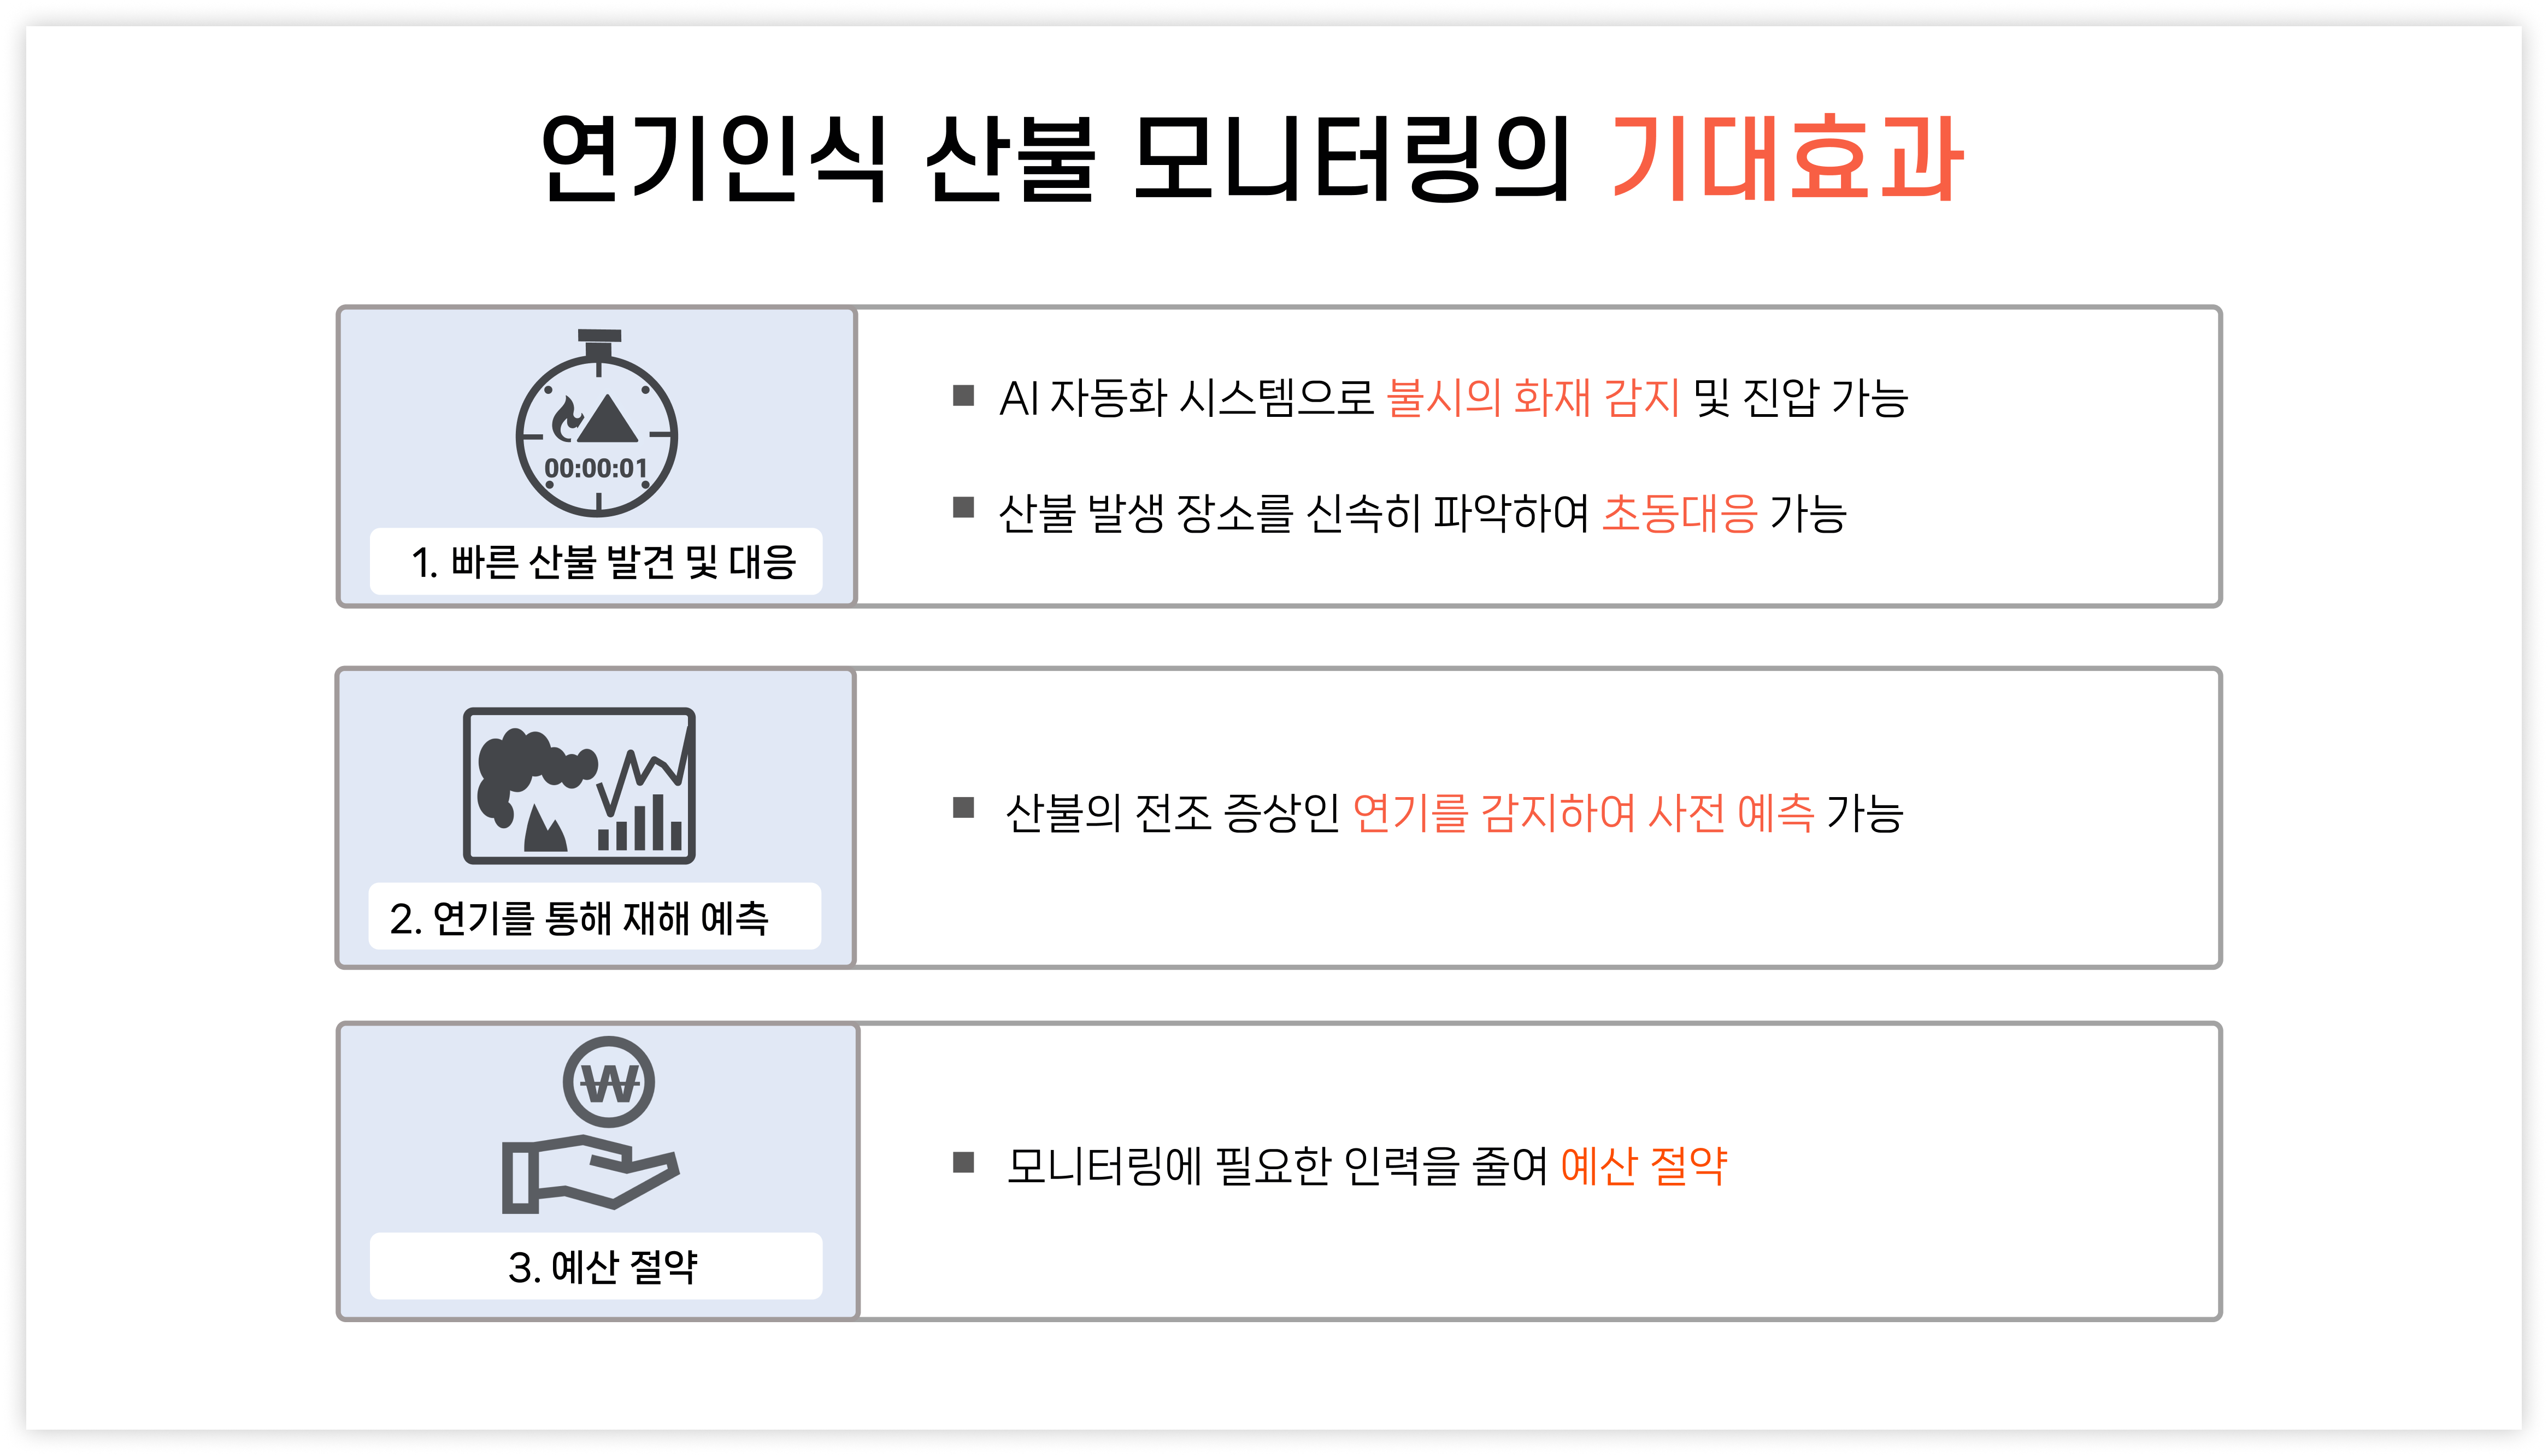 연기인식 산불 모니터링의 기대효과
00:00:01
1. 빠른 산불 발견 및 대응
■ AI 자동화 시스템으로 불시의 화재 감지 및 진압 가능
■ 산불 발생 장소를 신속히 파악하여 초동대응 가능
2. 연기를 통해 재해 예측
■ 산불의 전조 증상인 연기를 감지하여 사전 예측 가능
₩
3. 예산 절약
■ 모니터링에 필요한 인력을 줄여 예산 절약